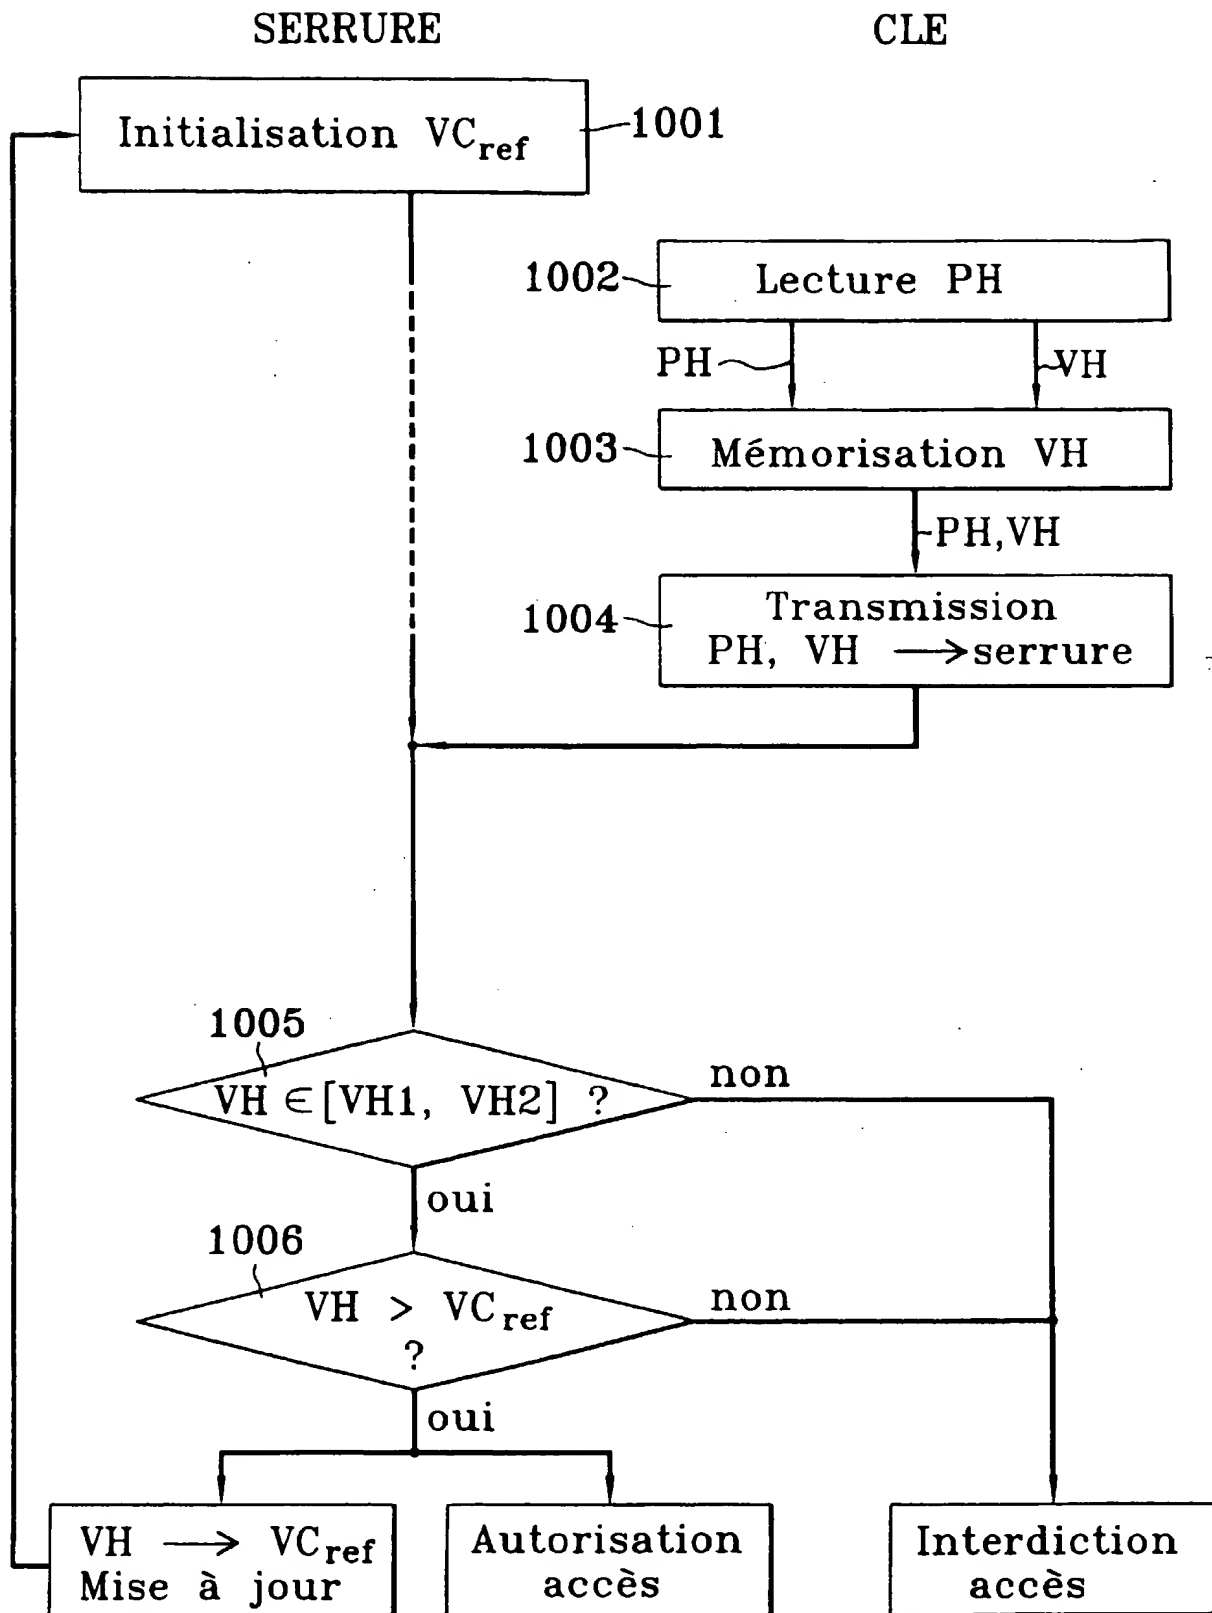 SERRURE
CLE
Initialisation VCref
1001
1002
Lecture PH
PH
VH
1003
Mémorisation VH
PH,VH
1004
Transmission
PH, VH → serrure
1005
VH ∈ [VH1, VH2] ?
non
oui
1006
VH > VCref
?
non
oui
VH → VCref
Mise à jour
Autorisation
accès
Interdiction
accès